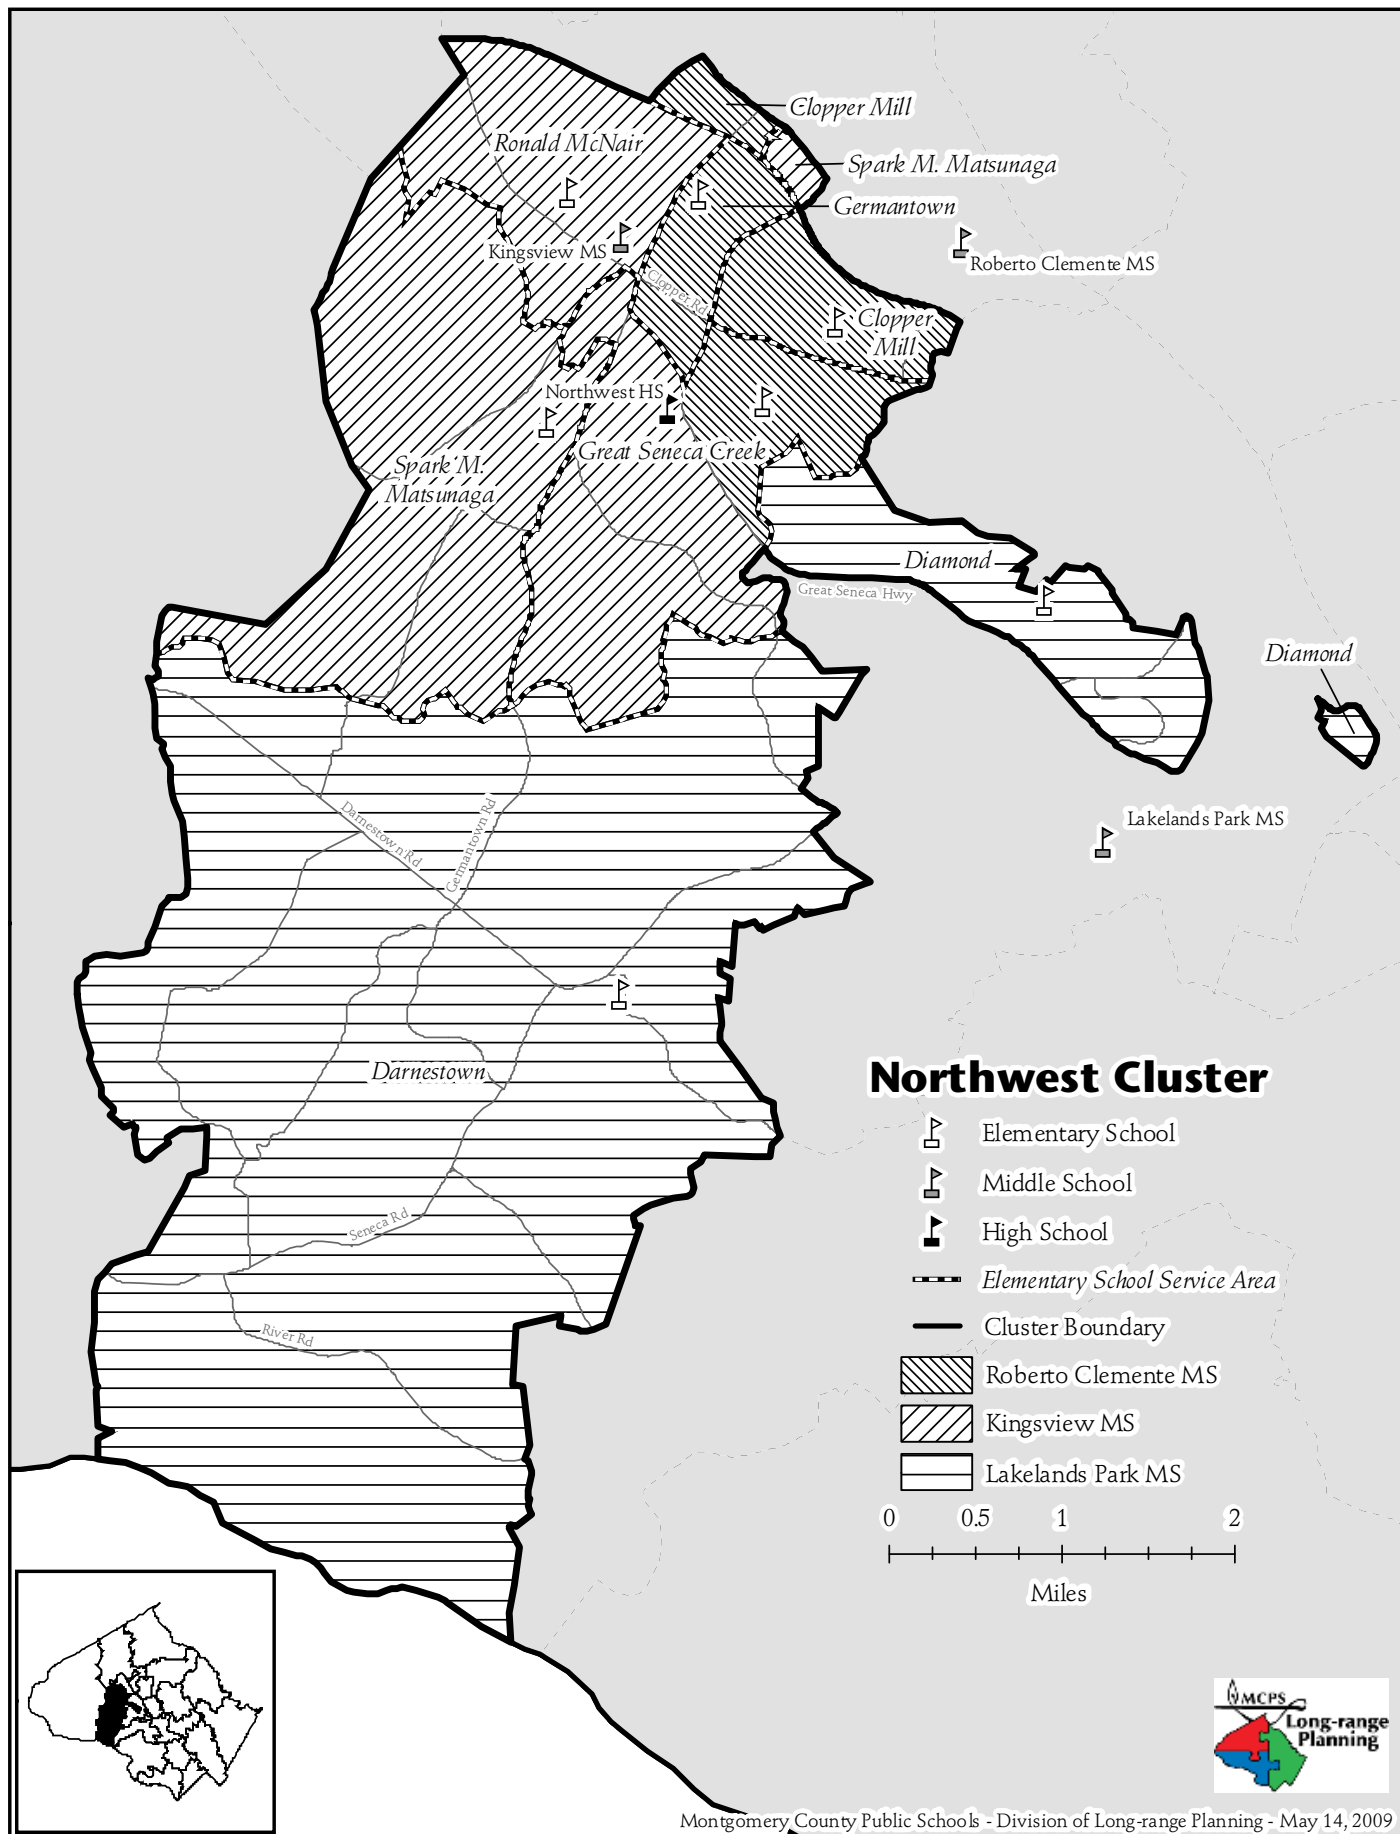 Clopper Mill
Ronald McNair
Spark M. Matsunaga
Germantown
Kingsview MS
Roberto Clemente MS
Clopper Rd
Clopper
Mill
Northwest HS
Great Seneca Creek
Spark M.
Matsunaga
Diamond
Great Seneca Hwy
Diamond
Darnestown Rd
Germantown Rd
Lakelands Park MS
Darnestown
Seneca Rd
River Rd
Northwest Cluster
Elementary School
Middle School
High School
Elementary School Service Area
Cluster Boundary
Roberto Clemente MS
Kingsview MS
Lakelands Park MS
0 0.5 1 2
Miles
MCPS
Long-range
Planning
Montgomery County Public Schools - Division of Long-range Planning - May 14, 2009